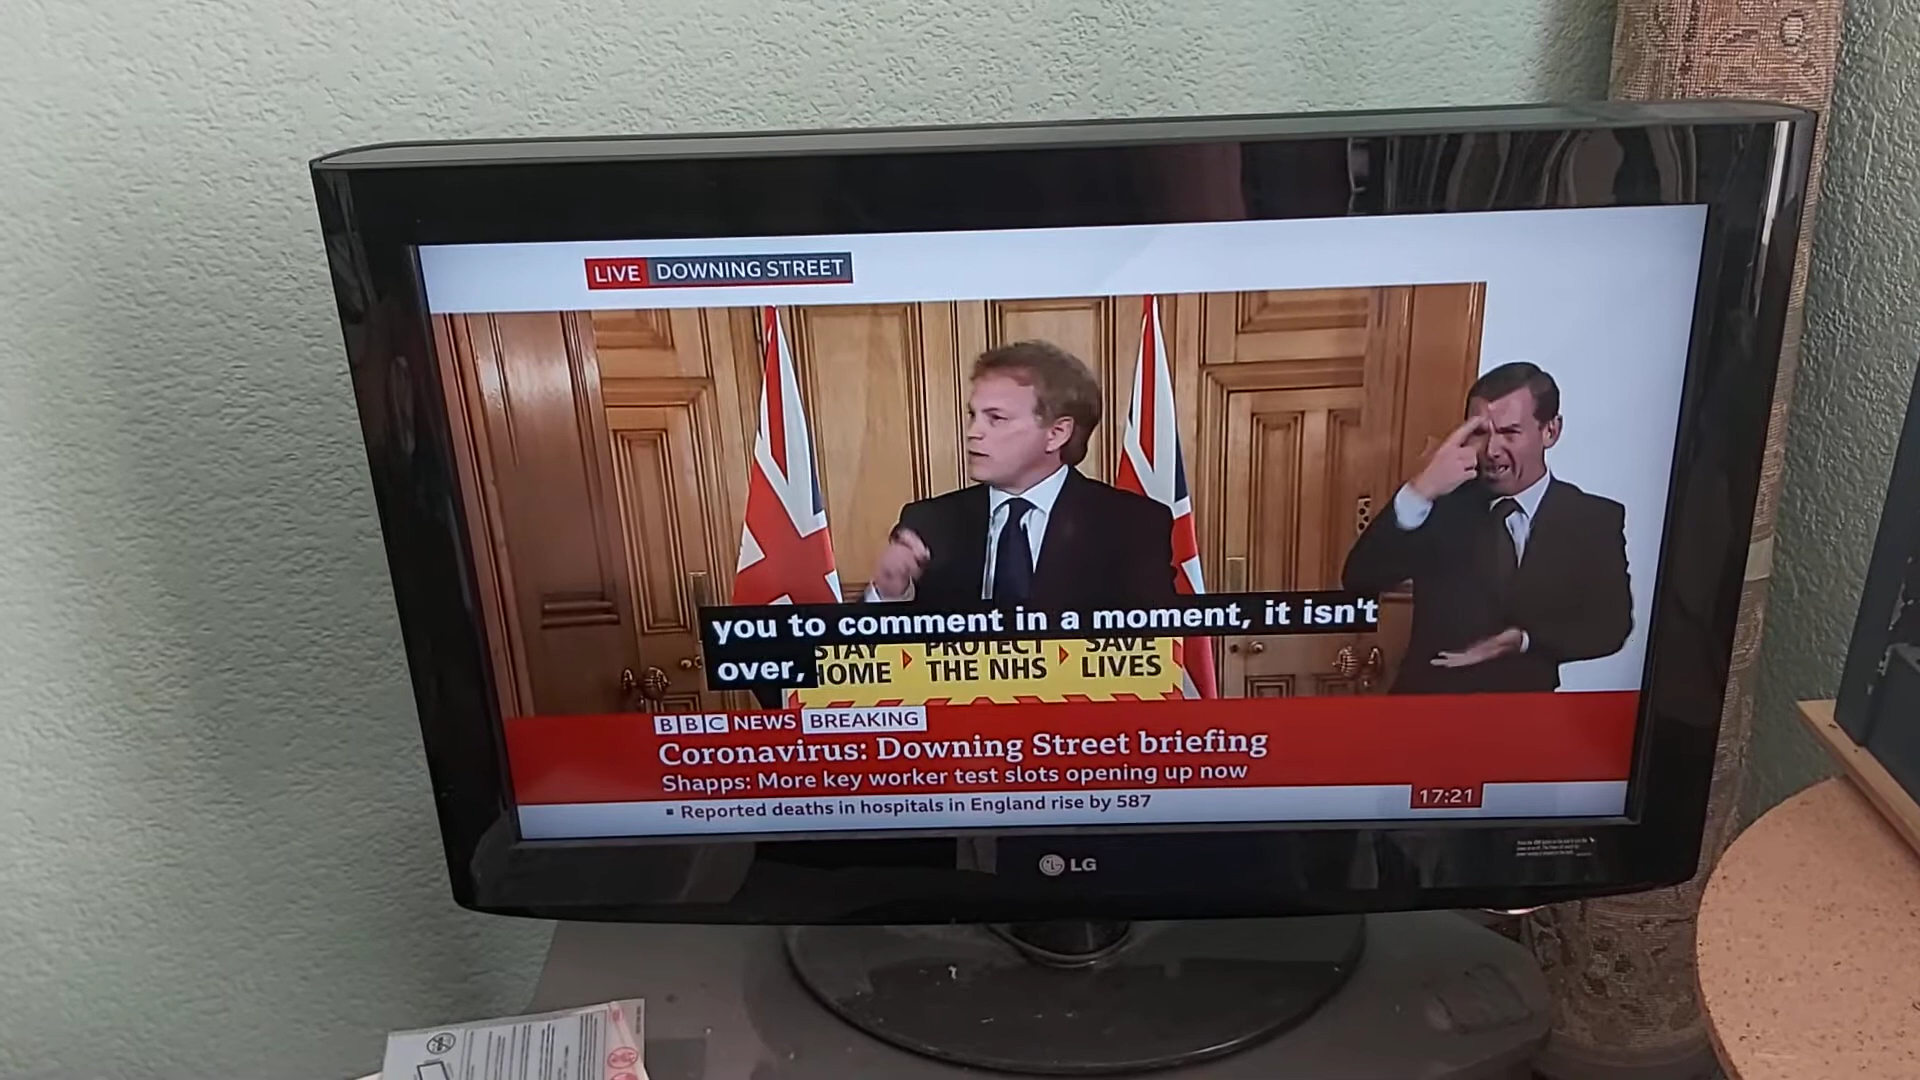 LIVE DOWNING STREET
you to comment in a moment, it isn't
over,
STAY PROTECT SAVE
HOME THE NHS LIVES
BBC NEWS BREAKING
Coronavirus: Downing Street briefing
Shapps: More key worker test slots opening up now
17:21
▪ Reported deaths in hospitals in England rise by 587
LG